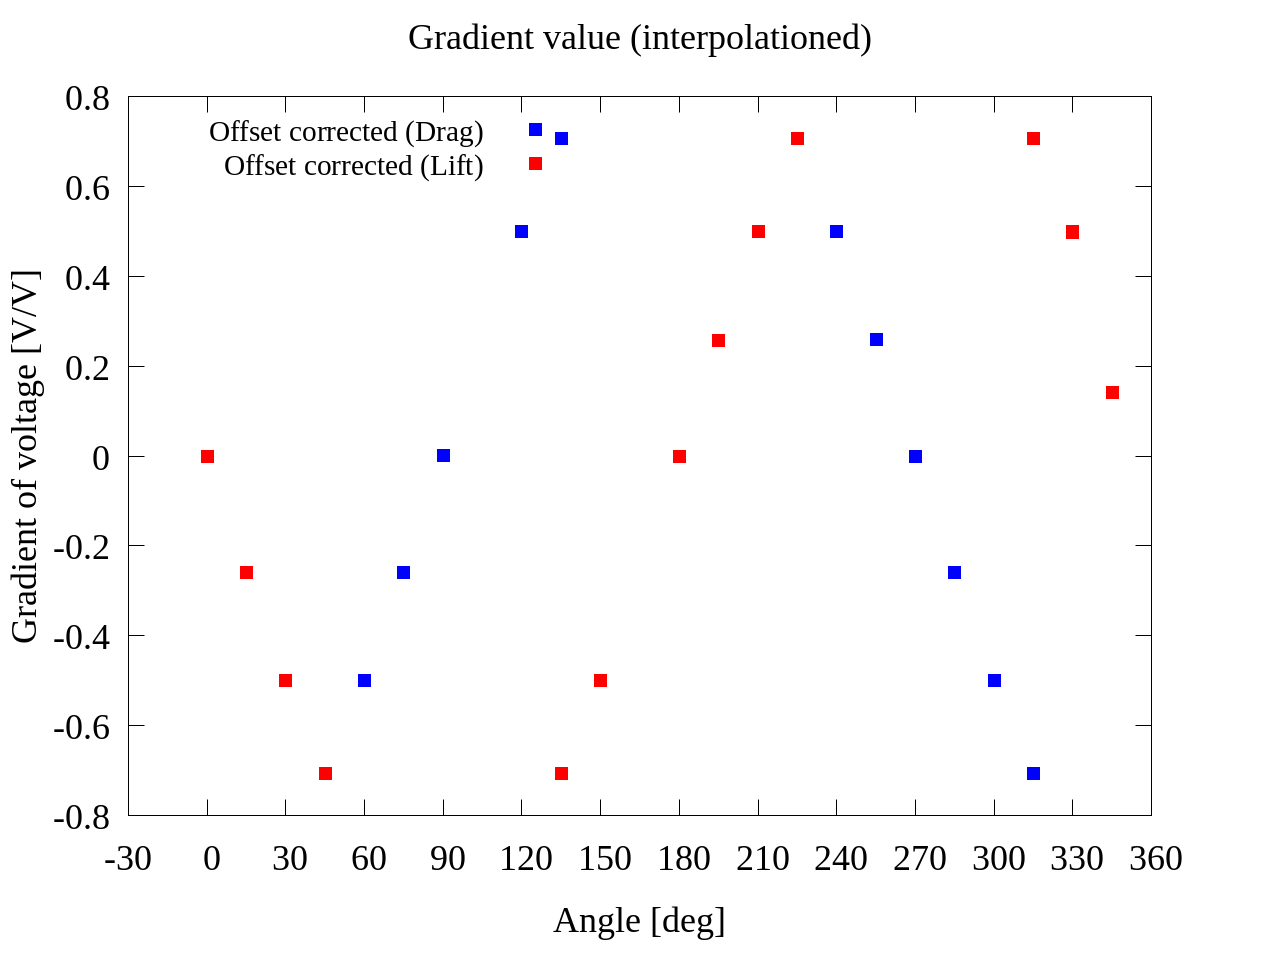 Gradient value (interpolationed)
0.8
0.6
0.4
0.2
0
-0.2
-0.4
-0.6
-0.8
Gradient of voltage [V/V]
Offset corrected (Drag)
Offset corrected (Lift)
-30 0 30 60 90 120 150 180 210 240 270 300 330 360
Angle [deg]